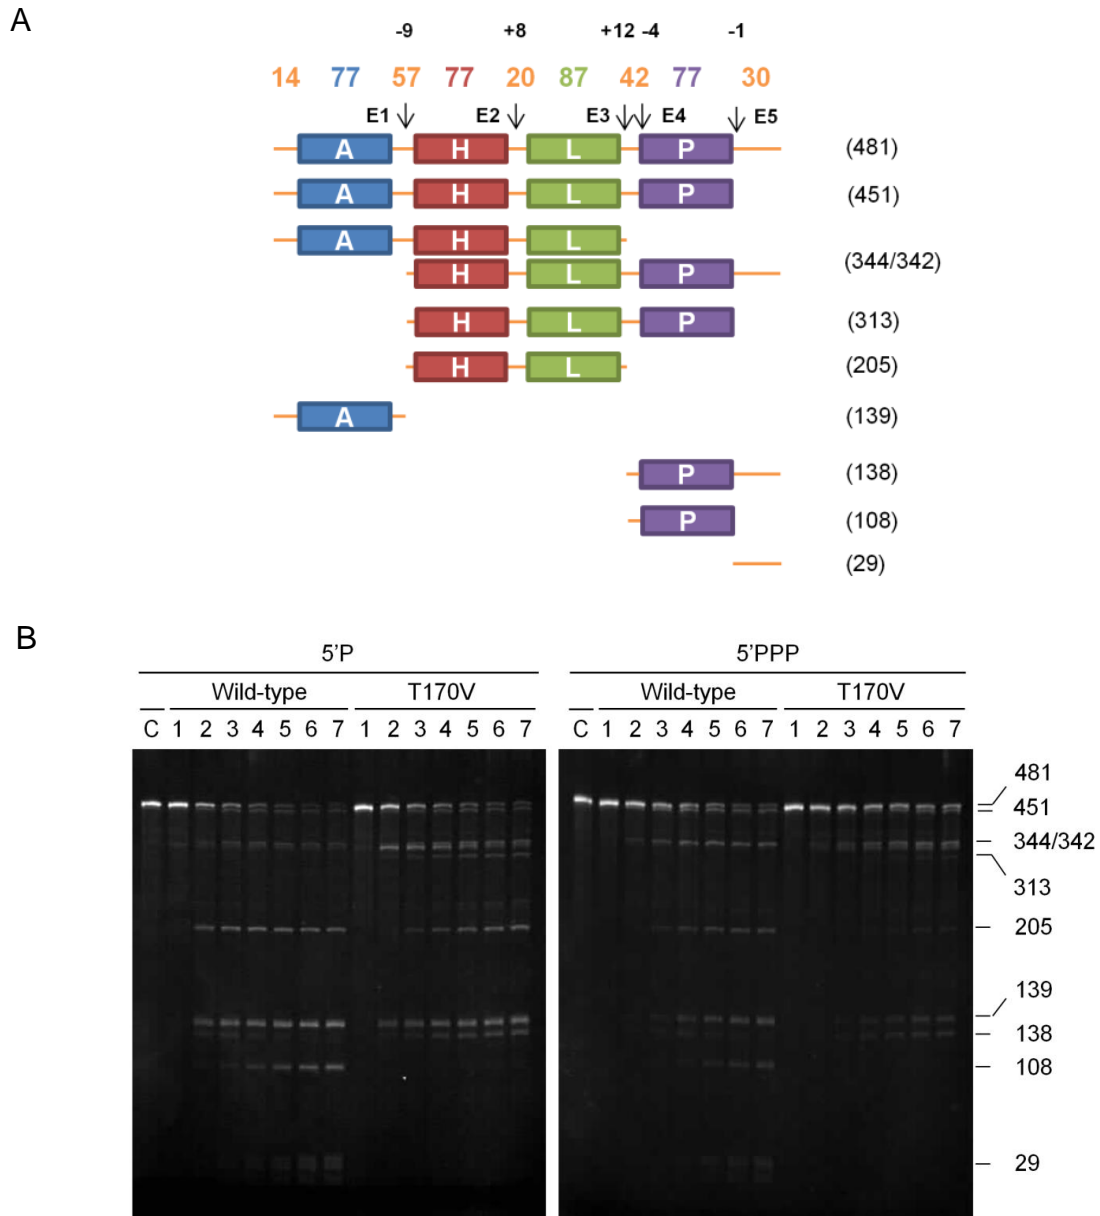 A
-9 +8 +12 -4 -1
14 77 57 77 20 87 42 77 30
E1 E2 E3 E4 E5
A H L P (481)
A H L P (451)
A H L
(344/342)
H L P
H L P (313)
H L (205)
A (139)
P (138)
P (108)
(29)
B
5'P 5'PPP
Wild-type T170V Wild-type T170V
C 1 2 3 4 5 6 7 1 2 3 4 5 6 7 C 1 2 3 4 5 6 7 1 2 3 4 5 6 7
481
451
344/342
313
205
139
138
108
29